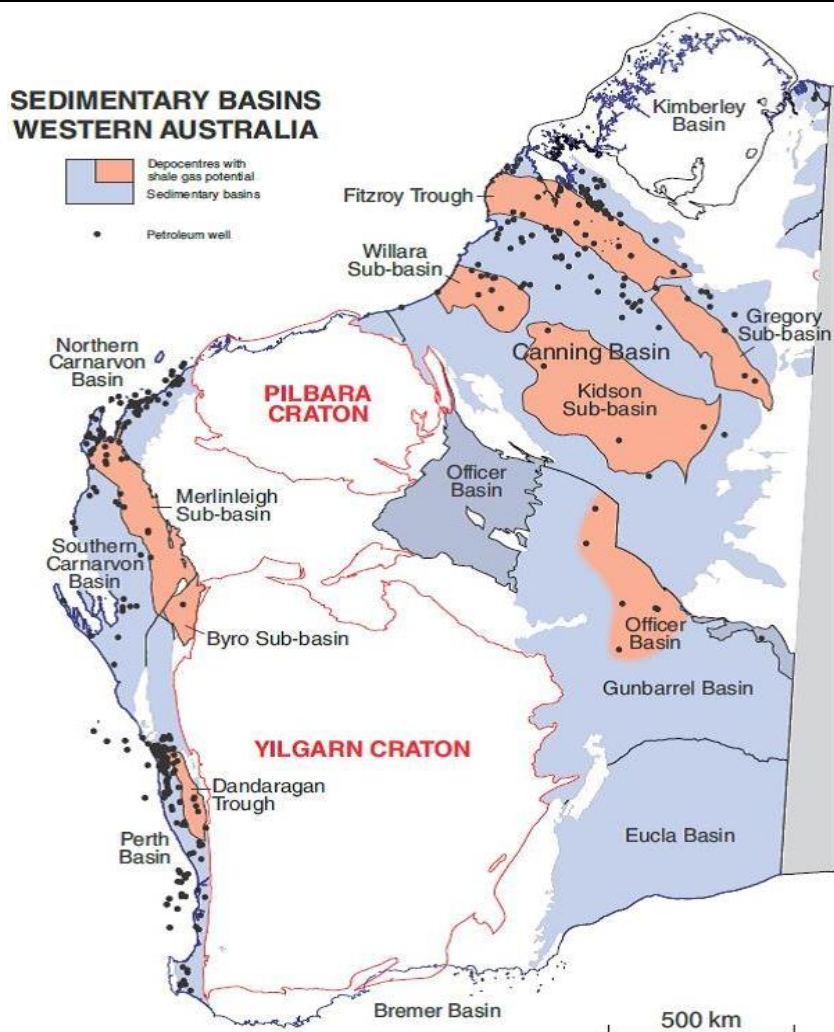 SEDIMENTARY BASINS
WESTERN AUSTRALIA
Depocentres with
shale gas potential
Sedimentary basins
Petroleum well
Kimberley
Basin
Fitzroy Trough
Willara
Sub-basin
Gregory
Sub-basin
Northern
Carnarvon
Basin
Canning Basin
Kidson
Sub-basin
PILBARA
CRATON
Officer
Basin
Merlinleigh
Sub-basin
Southern
Carnarvon
Basin
Byro Sub-basin
Officer
Basin
Gunbarrel Basin
YILGARN CRATON
Dandaragan
Trough
Perth
Basin
Eucla Basin
Bremer Basin
500 km